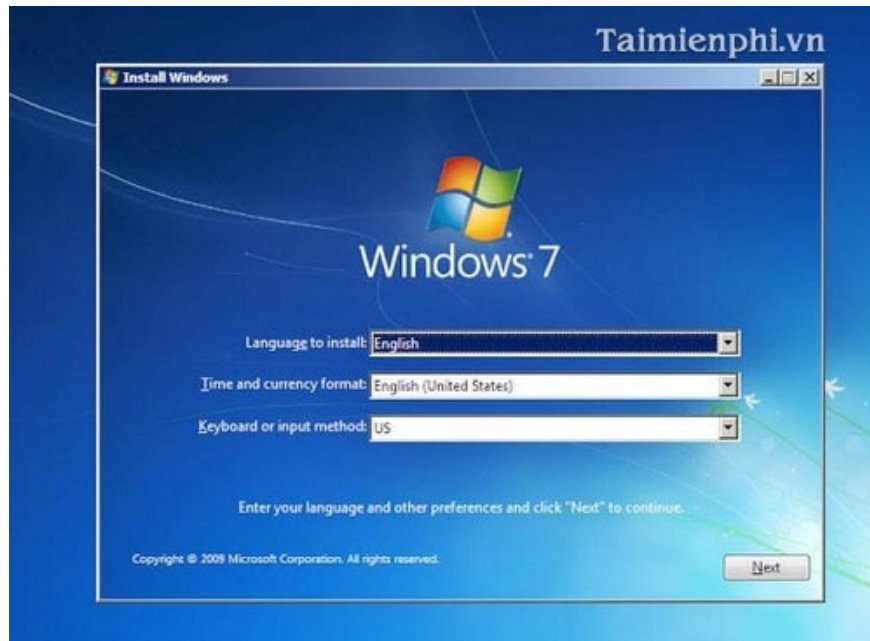 Taimienphi.vn
Install Windows
Windows 7
Language to install: English
Time and currency format: English (United States)
Keyboard or input method: US
Enter your language and other preferences and click "Next" to continue.
Copyright © 2009 Microsoft Corporation. All rights reserved.
Next